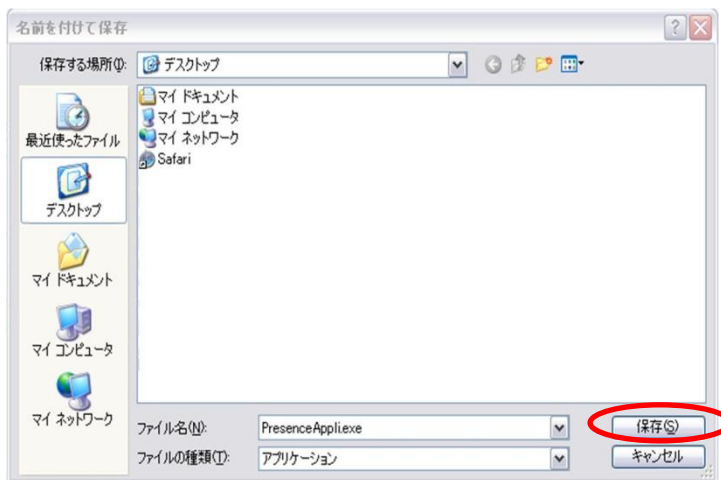 名前を付けて保存
保存する場所(I):
デスクトップ
マイ ドキュメント
マイ コンピュータ
マイ ネットワーク
Safari
最近使ったファイル
デスクトップ
マイ ドキュメント
マイ コンピュータ
マイ ネットワーク
ファイル名(N):
PresenceAppli.exe
保存(S)
ファイルの種類(T):
アプリケーション
キャンセル